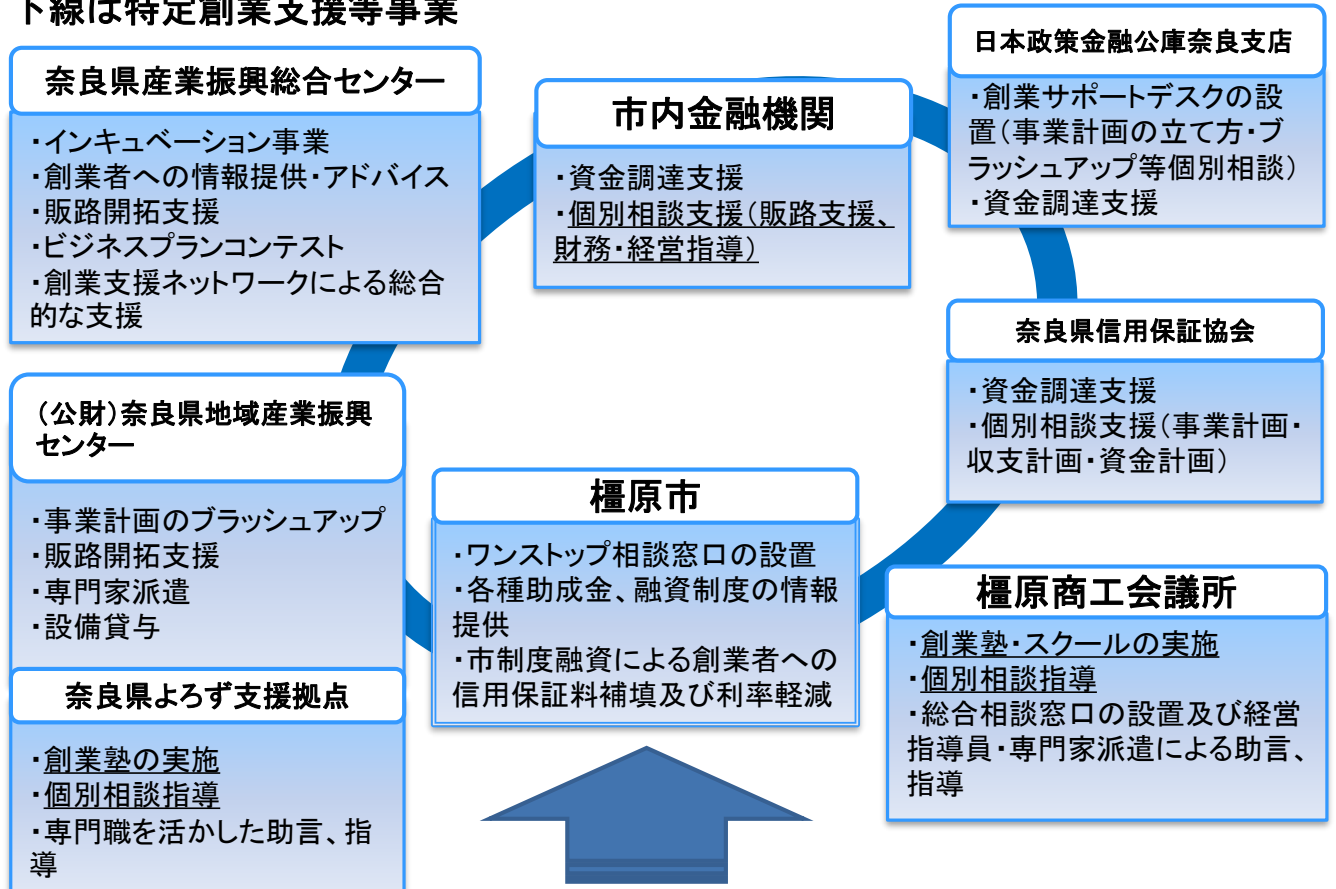 下線は特定創業支援等事業
奈良県産業振興総合センター
・インキュベーション事業
・創業者への情報提供・アドバイス
・販路開拓支援
・ビジネスプランコンテスト
・創業支援ネットワークによる総合
的な支援
市内金融機関
・資金調達支援
・個別相談支援（販路支援、
財務・経営指導）
日本政策金融公庫奈良支店
・創業サポートデスクの設
置（事業計画の立て方・ブ
ラッシュアップ等個別相談）
・資金調達支援
奈良県信用保証協会
・資金調達支援
・個別相談支援（事業計画・
収支計画・資金計画）
（公財）奈良県地域産業振興
センター
・事業計画のブラッシュアップ
・販路開拓支援
・専門家派遣
・設備貸与
橿原市
・ワンストップ相談窓口の設置
・各種助成金、融資制度の情報
提供
・市制度融資による創業者への
信用保証料補填及び利率軽減
橿原商工会議所
・創業塾・スクールの実施
・個別相談指導
・総合相談窓口の設置及び経営
指導員・専門家派遣による助言、
指導
奈良県よろず支援拠点
・創業塾の実施
・個別相談指導
・専門職を活かした助言、指
導